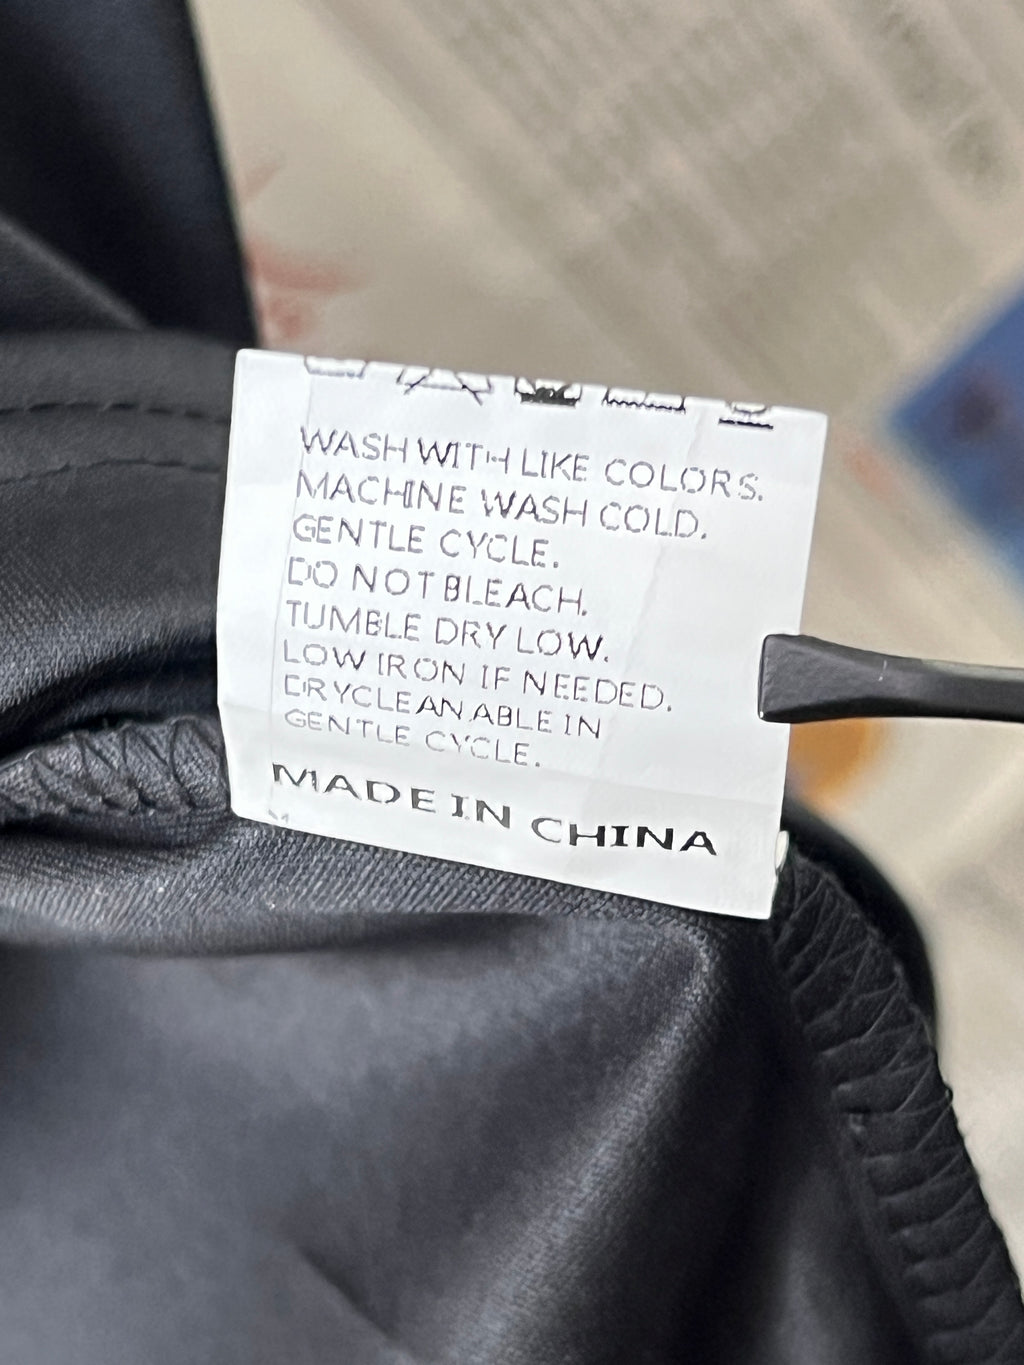 WASH WITH LIKE COLORS.
MACHINE WASH COLD.
GENTLE CYCLE.
DO NOT BLEACH.
TUMBLE DRY LOW.
LOW IRON IF NEEDED.
DRYCLEANABLE IN
GENTLE CYCLE.
MADE IN CHINA